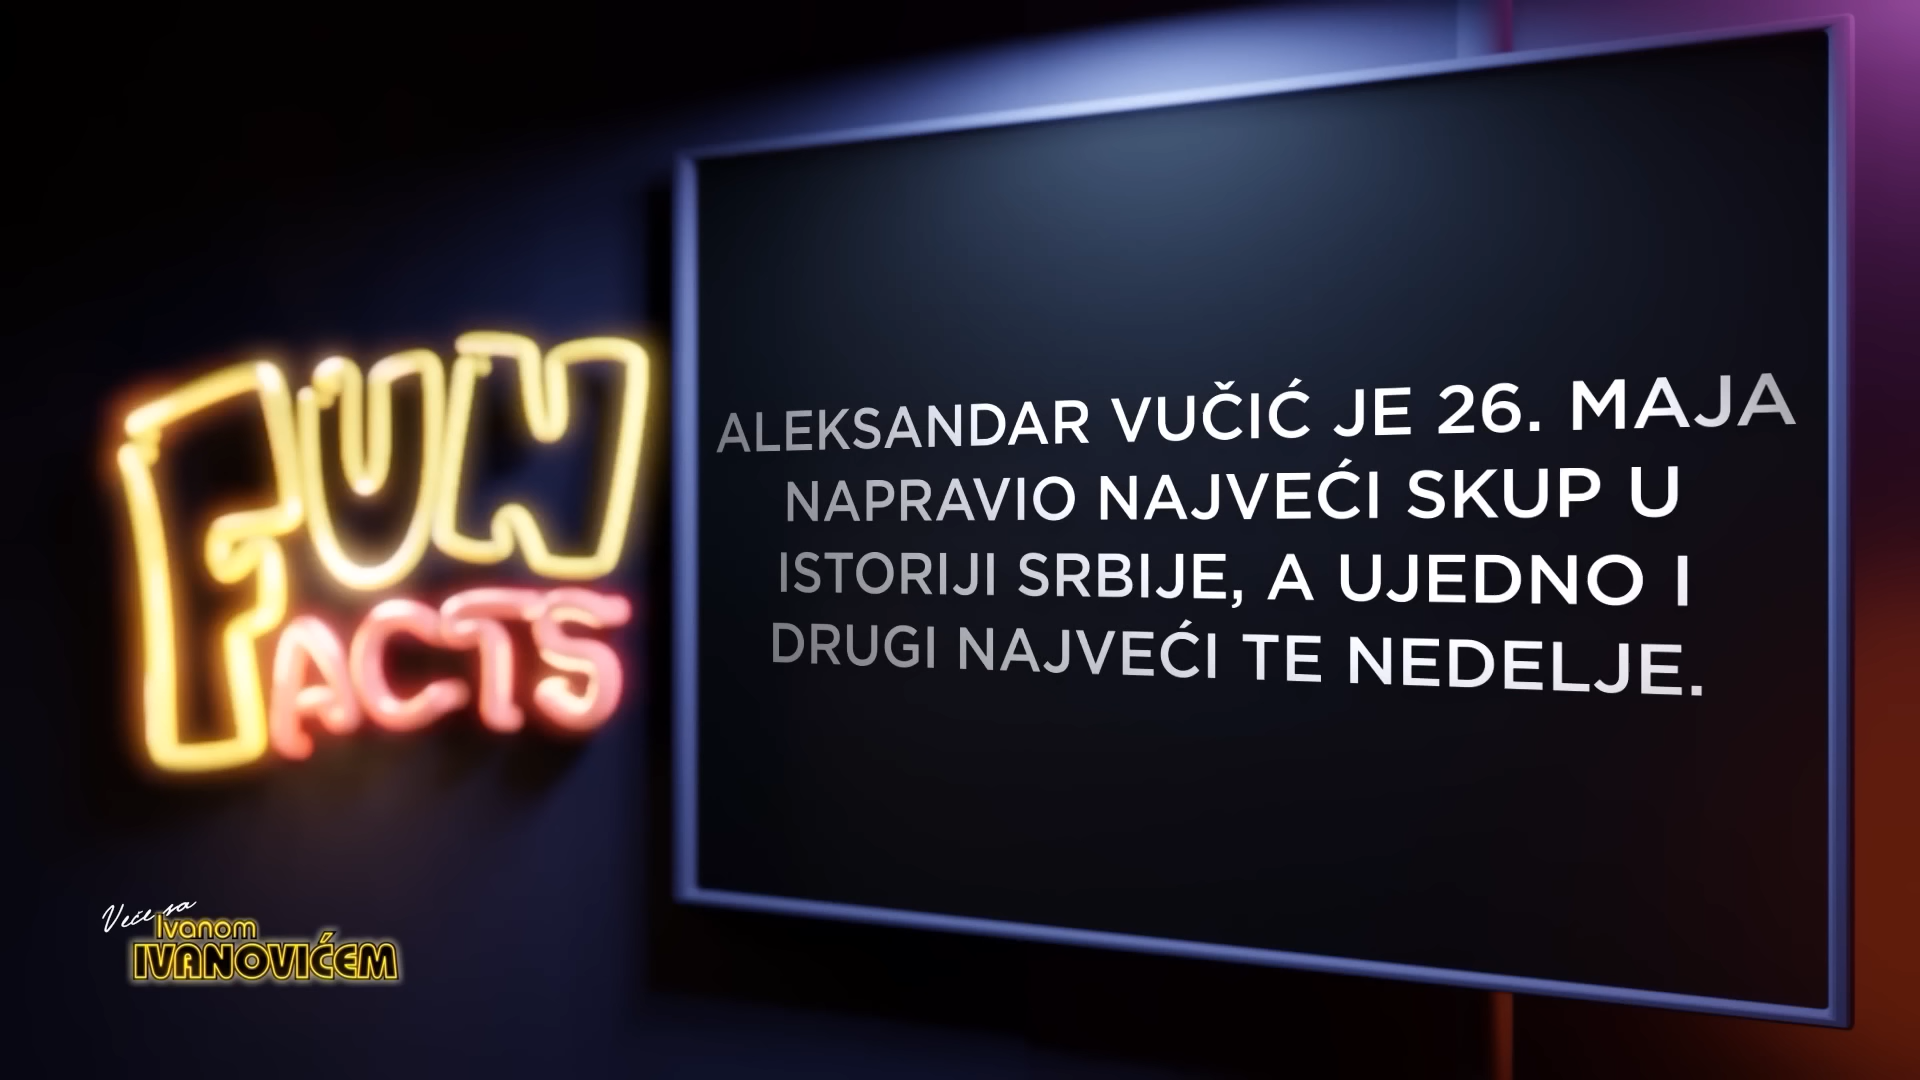 FUN
FACTS
ALEKSANDAR VUČIĆ JE 26. MAJA
NAPRAVIO NAJVEĆI SKUP U
ISTORIJI SRBIJE, A UJEDNO I
DRUGI NAJVEĆI TE NEDELJE.
Veče sa
Ivanom
IVANOVIĆEM